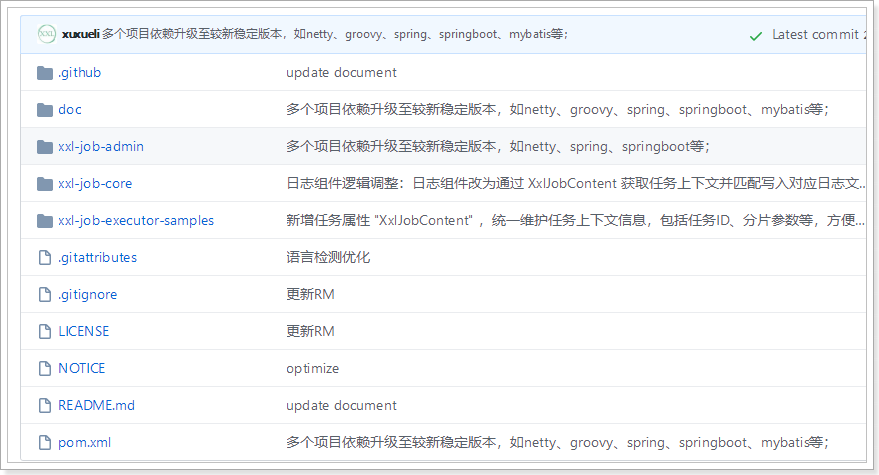 XXL xuxueli 多个项目依赖升级至较新稳定版本，如netty、groovy、spring、springboot、mybatis等； Latest commit
.github update document
doc 多个项目依赖升级至较新稳定版本，如netty、groovy、spring、springboot、mybatis等；
xxl-job-admin 多个项目依赖升级至较新稳定版本，如netty、spring、springboot等；
xxl-job-core 日志组件逻辑调整：日志组件改为通过 XxlJobContent 获取任务上下文并匹配写入对应日志文...
xxl-job-executor-samples 新增任务属性 "XxlJobContent" ，统一维护任务上下文信息，包括任务ID、分片参数等，方便...
.gitattributes 语言检测优化
.gitignore 更新RM
LICENSE 更新RM
NOTICE optimize
README.md update document
pom.xml 多个项目依赖升级至较新稳定版本，如netty、groovy、spring、springboot、mybatis等；